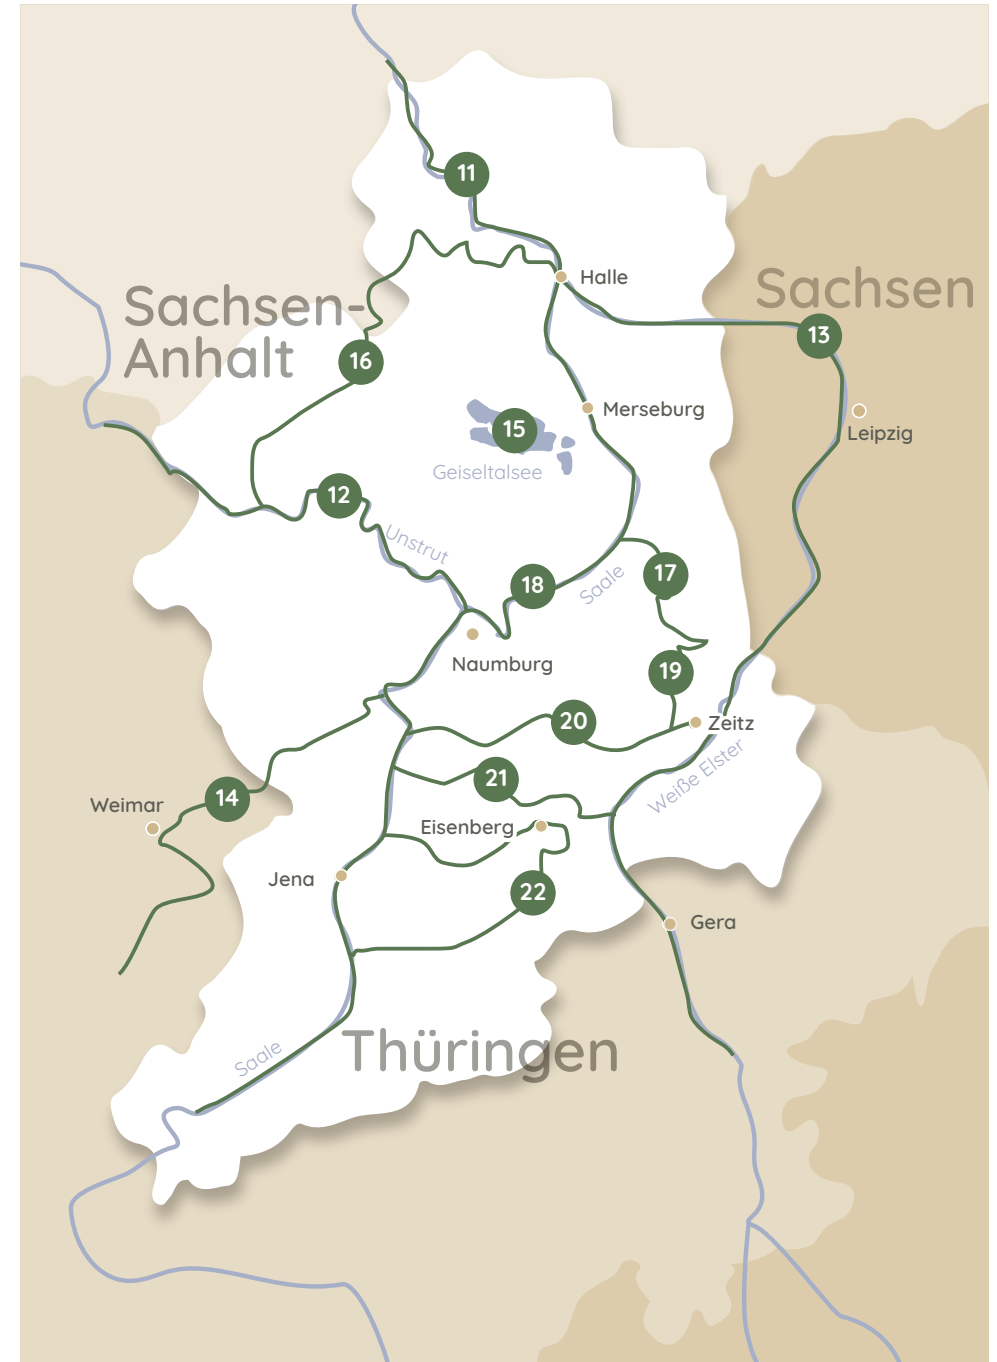 11
Halle
Sachsen
Sachsen-
Anhalt
13
16
Merseburg
15
Leipzig
Geiseltalsee
12
Unstrut
18
Saale
17
Naumburg
19
20
Zeitz
21
Weiße Elster
Weimar
14
Eisenberg
Jena
22
Gera
Thüringen
Saale